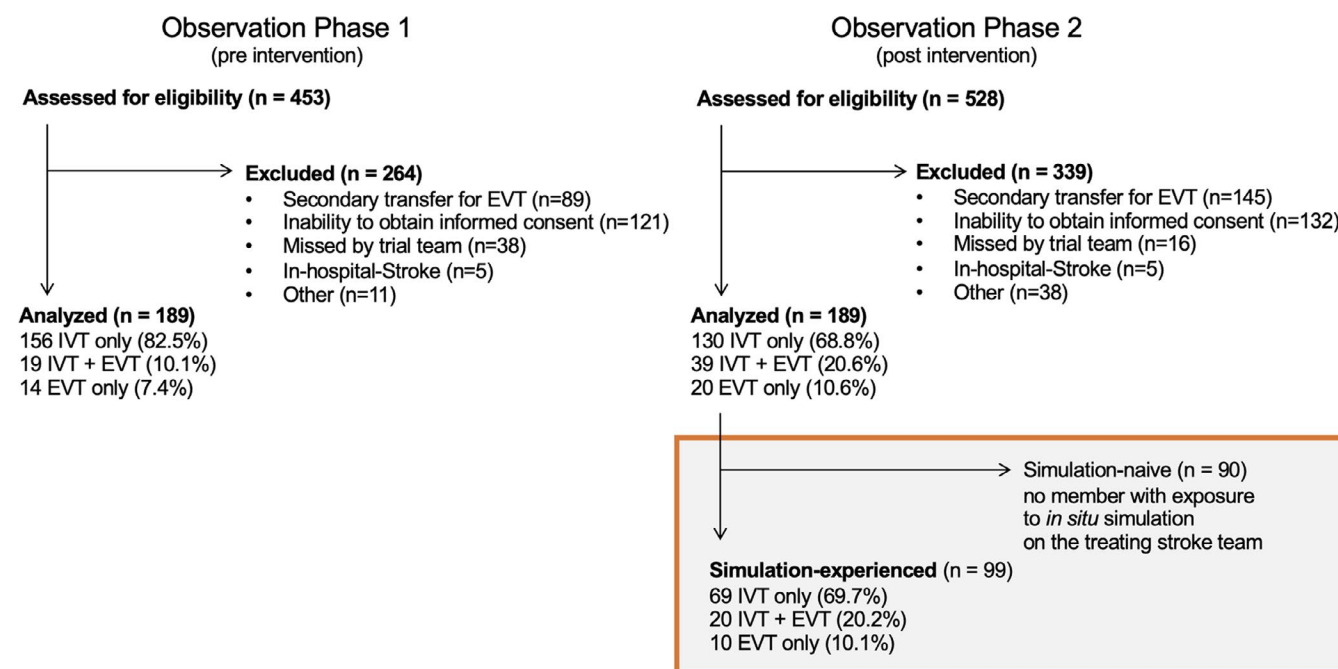 Observation Phase 1
(pre intervention)
Assessed for eligibility (n = 453)
Excluded (n = 264)
• Secondary transfer for EVT (n=89)
• Inability to obtain informed consent (n=121)
• Missed by trial team (n=38)
• In-hospital-Stroke (n=5)
• Other (n=11)
Analyzed (n = 189)
156 IVT only (82.5%)
19 IVT + EVT (10.1%)
14 EVT only (7.4%)
Observation Phase 2
(post intervention)
Assessed for eligibility (n = 528)
Excluded (n = 339)
• Secondary transfer for EVT (n=145)
• Inability to obtain informed consent (n=132)
• Missed by trial team (n=16)
• In-hospital-Stroke (n=5)
• Other (n=38)
Analyzed (n = 189)
130 IVT only (68.8%)
39 IVT + EVT (20.6%)
20 EVT only (10.6%)
Simulation-naive (n = 90)
no member with exposure
to in situ simulation
on the treating stroke team
Simulation-experienced (n = 99)
69 IVT only (69.7%)
20 IVT + EVT (20.2%)
10 EVT only (10.1%)